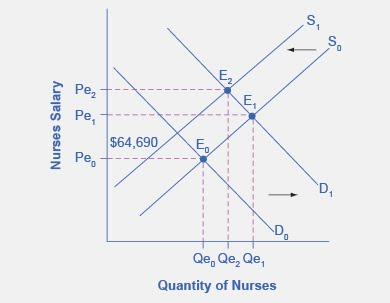 S₁
S₀
E₂
Pe₂
E₁
Pe₁
$64,690
E₀
Pe₀
D₁
D₀
Qe₀ Qe₂ Qe₁
Nurses Salary
Quantity of Nurses